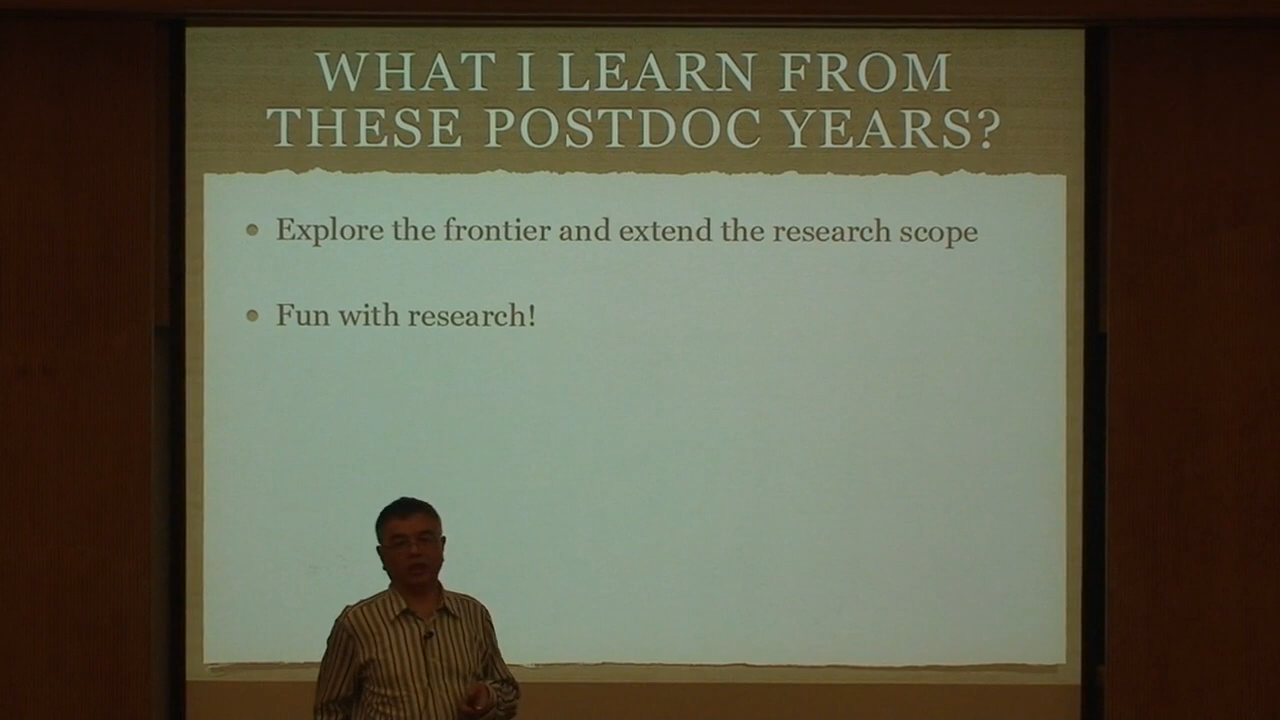 WHAT I LEARN FROM
THESE POSTDOC YEARS?
• Explore the frontier and extend the research scope
• Fun with research!